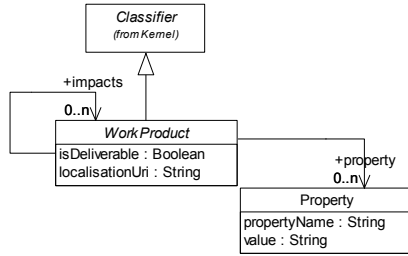 Classifier
(from Kernel)
+impacts
0..n
WorkProduct
isDeliverable : Boolean
localisationUri : String
+property
0..n
Property
propertyName : String
value : String